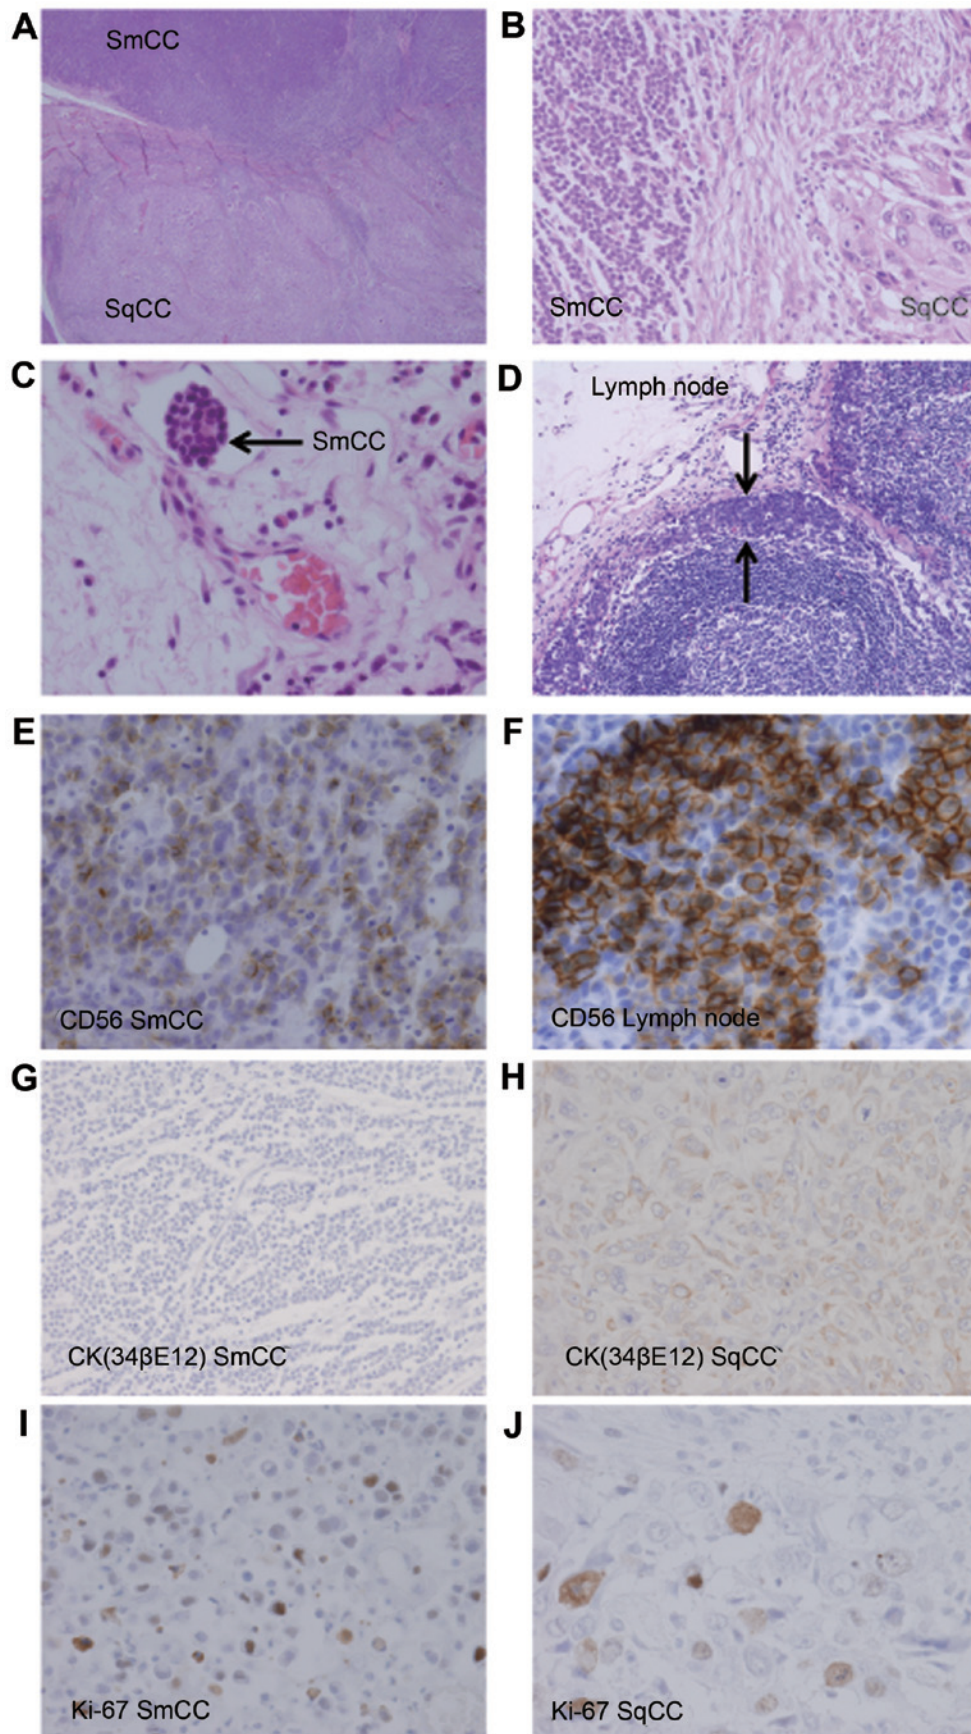 A
SmCC
SqCC
B
SmCC
SqCC
C
SmCC
D
Lymph node
E
CD56 SmCC
F
CD56 Lymph node
G
CK(34βE12) SmCC
H
CK(34βE12) SqCC`
I
Ki-67 SmCC
J
Ki-67 SqCC